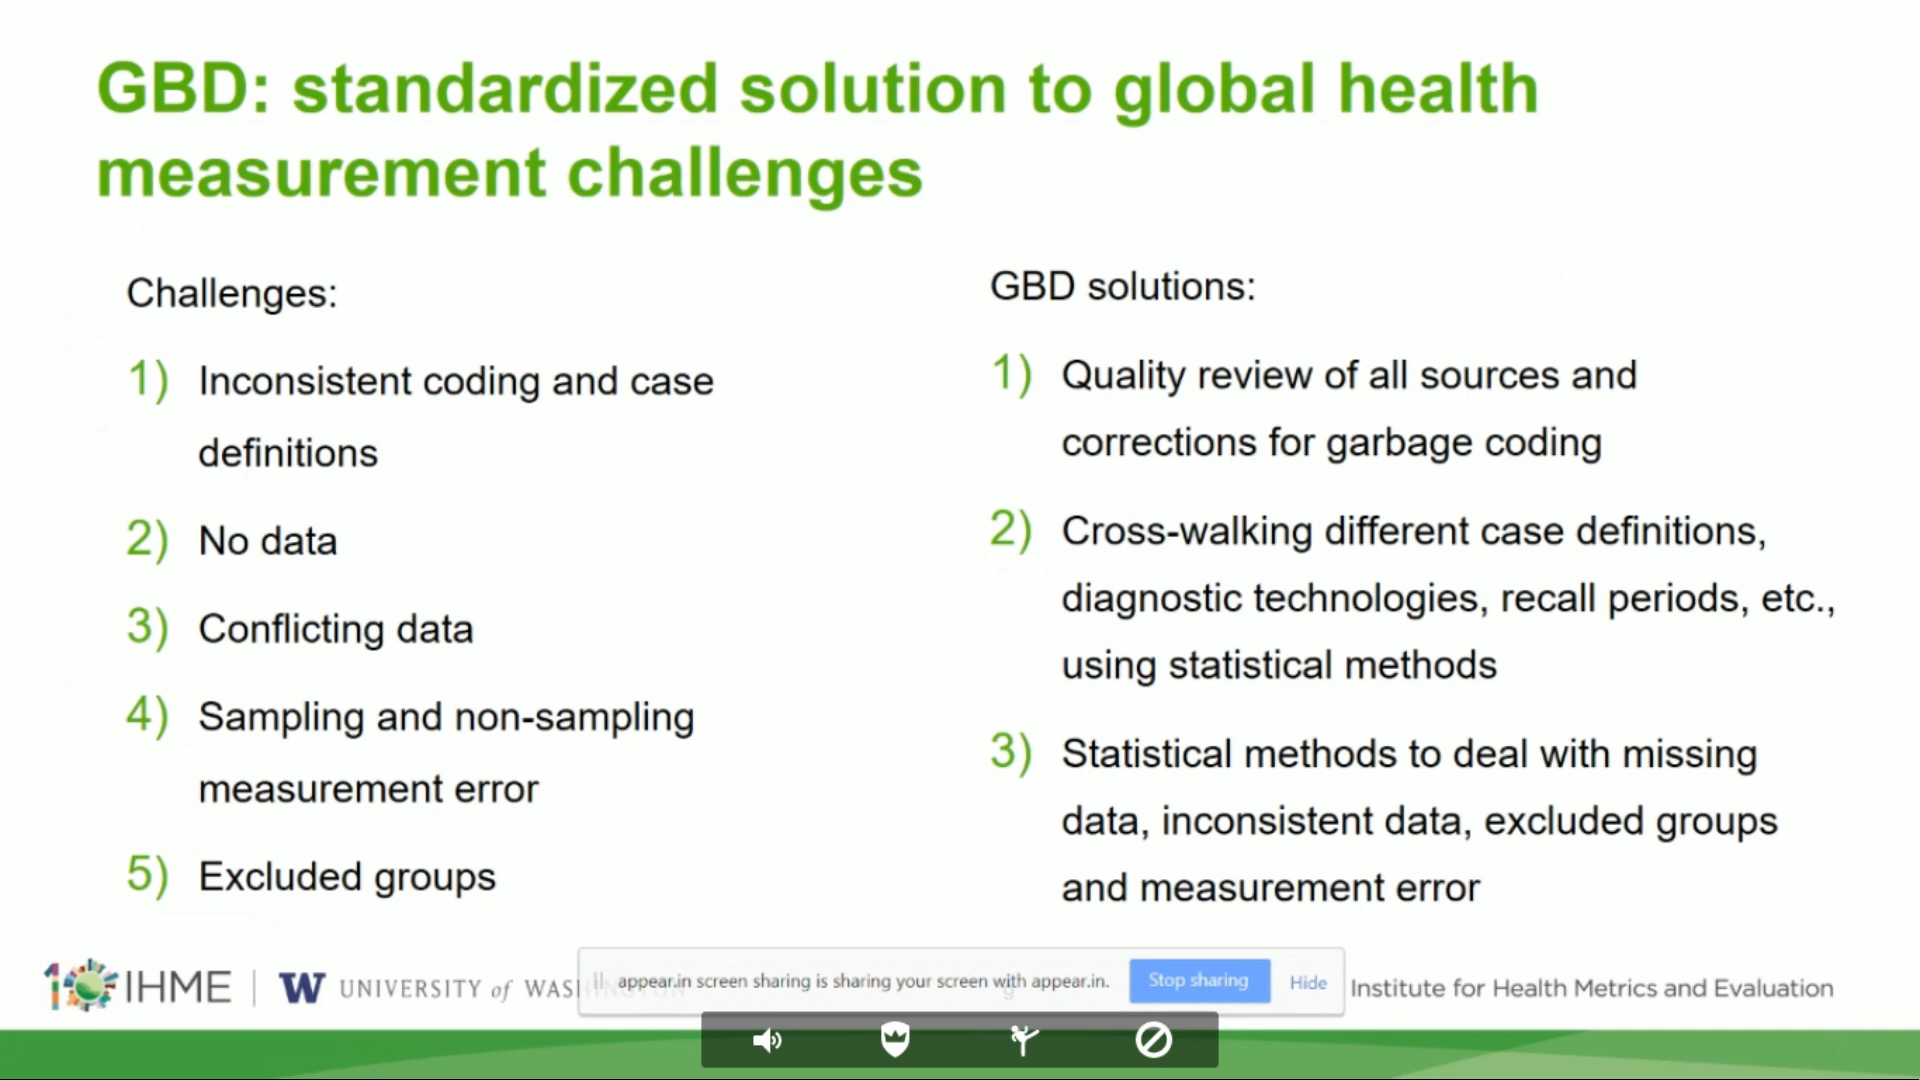 GBD: standardized solution to global health
measurement challenges
Challenges:
1) Inconsistent coding and case
definitions
2) No data
3) Conflicting data
4) Sampling and non-sampling
measurement error
5) Excluded groups
GBD solutions:
1) Quality review of all sources and
corrections for garbage coding
2) Cross-walking different case definitions,
diagnostic technologies, recall periods, etc.,
using statistical methods
3) Statistical methods to deal with missing
data, inconsistent data, excluded groups
and measurement error
10 IHME
W UNIVERSITY of WASHINGTON
appear.in screen sharing is sharing your screen with appear.in.
Stop sharing
Hide
Institute for Health Metrics and Evaluation